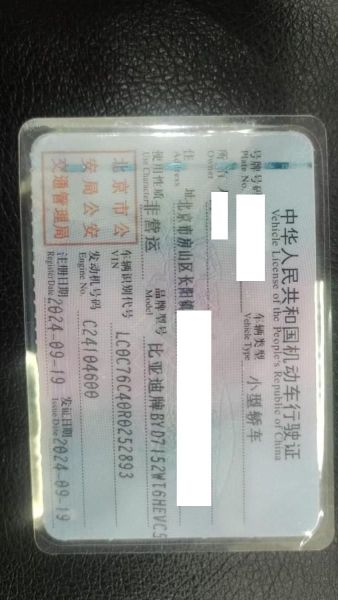 中华人民共和国机动车行驶证
Vehicle License of the People's Republic of China
号牌号码
Plate No.
车辆类型 小型轿车
Vehicle Type
所有人
Owner
住址 北京市房山区长阳镇
Address
使用性质 非营运
Use Character
品牌型号 比亚迪牌BYD7152WT6HEVC5
Model
北京市公
安局公安
交通管理局
车辆识别代号 LC0C76C40R0252893
VIN
发动机号码 C24104600
Engine No.
注册日期 2024-09-19
Register Date
发证日期 2024-09-19
Issue Date